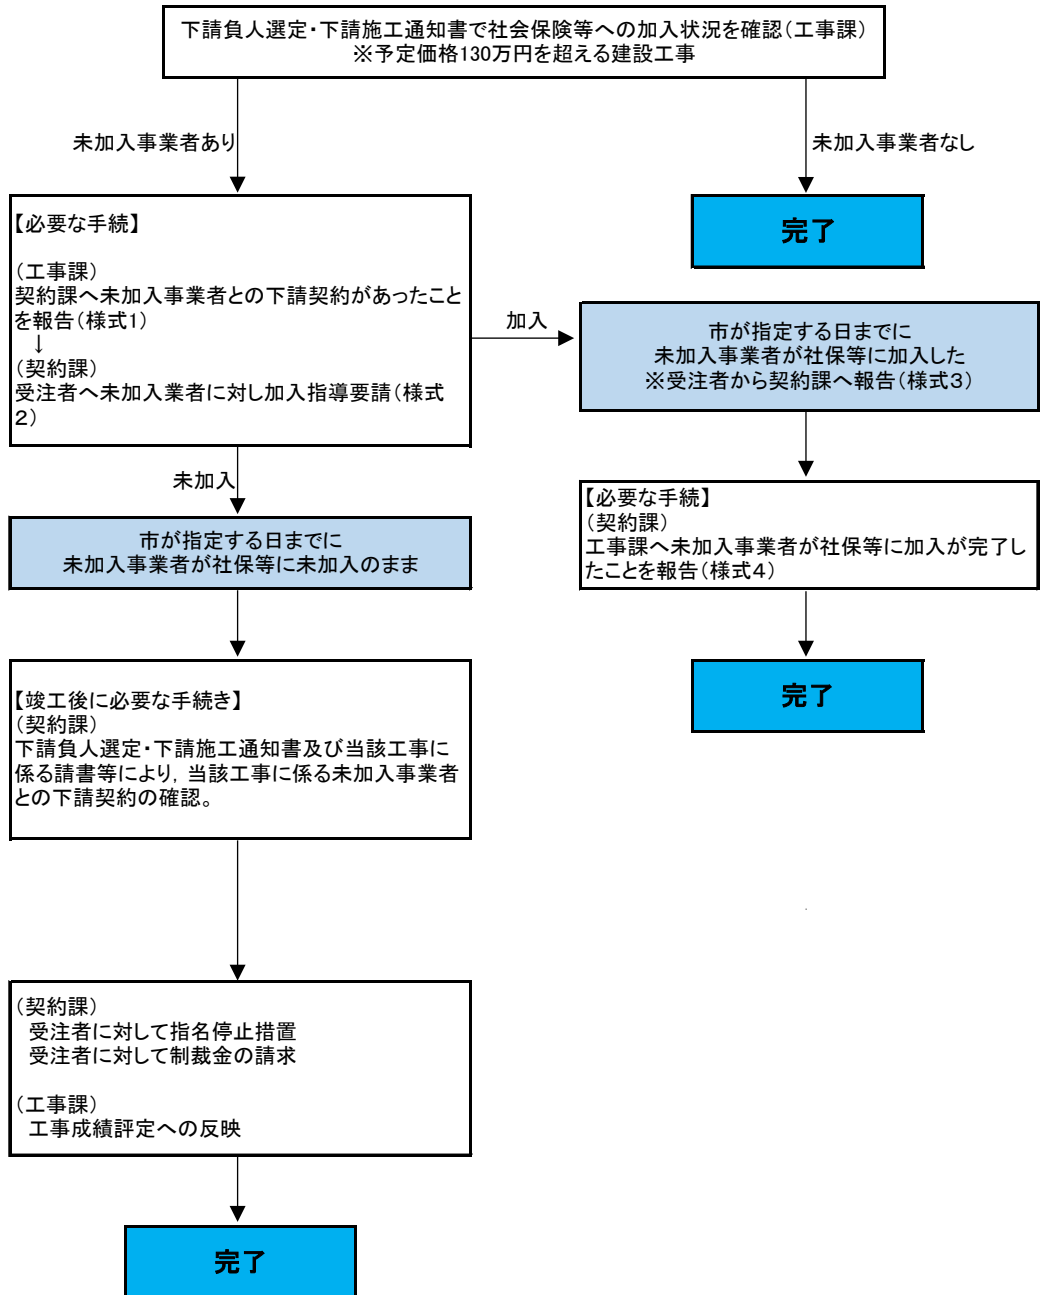 下請負人選定・下請施工通知書で社会保険等への加入状況を確認（工事課）
※予定価格130万円を超える建設工事
未加入事業者あり
未加入事業者なし
完了
【必要な手続】
（工事課）
契約課へ未加入事業者との下請契約があったこと
を報告（様式1）
↓
（契約課）
受注者へ未加入業者に対し加入指導要請（様式
２）
加入
市が指定する日までに
未加入事業者が社保等に加入した
※受注者から契約課へ報告（様式３）
未加入
【必要な手続】
（契約課）
工事課へ未加入事業者が社保等に加入が完了し
たことを報告（様式４）
市が指定する日までに
未加入事業者が社保等に未加入のまま
完了
【竣工後に必要な手続き】
（契約課）
下請負人選定・下請施工通知書及び当該工事に
係る請書等により，当該工事に係る未加入事業者
との下請契約の確認。
（契約課）
受注者に対して指名停止措置
受注者に対して制裁金の請求
（工事課）
工事成績評定への反映
完了